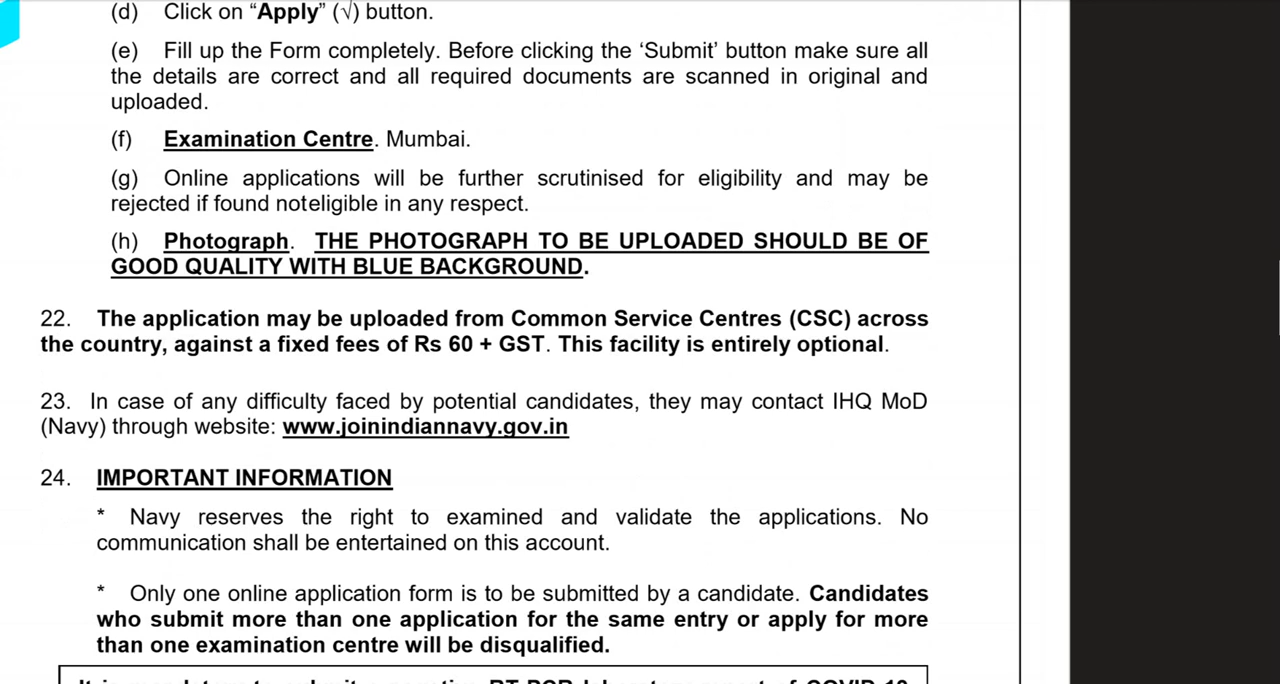 (d) Click on “Apply” (√) button.
(e) Fill up the Form completely. Before clicking the ‘Submit’ button make sure all
the details are correct and all required documents are scanned in original and
uploaded.
(f) Examination Centre. Mumbai.
(g) Online applications will be further scrutinised for eligibility and may be
rejected if found noteligible in any respect.
(h) Photograph. THE PHOTOGRAPH TO BE UPLOADED SHOULD BE OF
GOOD QUALITY WITH BLUE BACKGROUND.
22. The application may be uploaded from Common Service Centres (CSC) across
the country, against a fixed fees of Rs 60 + GST. This facility is entirely optional.
23. In case of any difficulty faced by potential candidates, they may contact IHQ MoD
(Navy) through website: www.joinindiannavy.gov.in
24. IMPORTANT INFORMATION
* Navy reserves the right to examined and validate the applications. No
communication shall be entertained on this account.
* Only one online application form is to be submitted by a candidate. Candidates
who submit more than one application for the same entry or apply for more
than one examination centre will be disqualified.